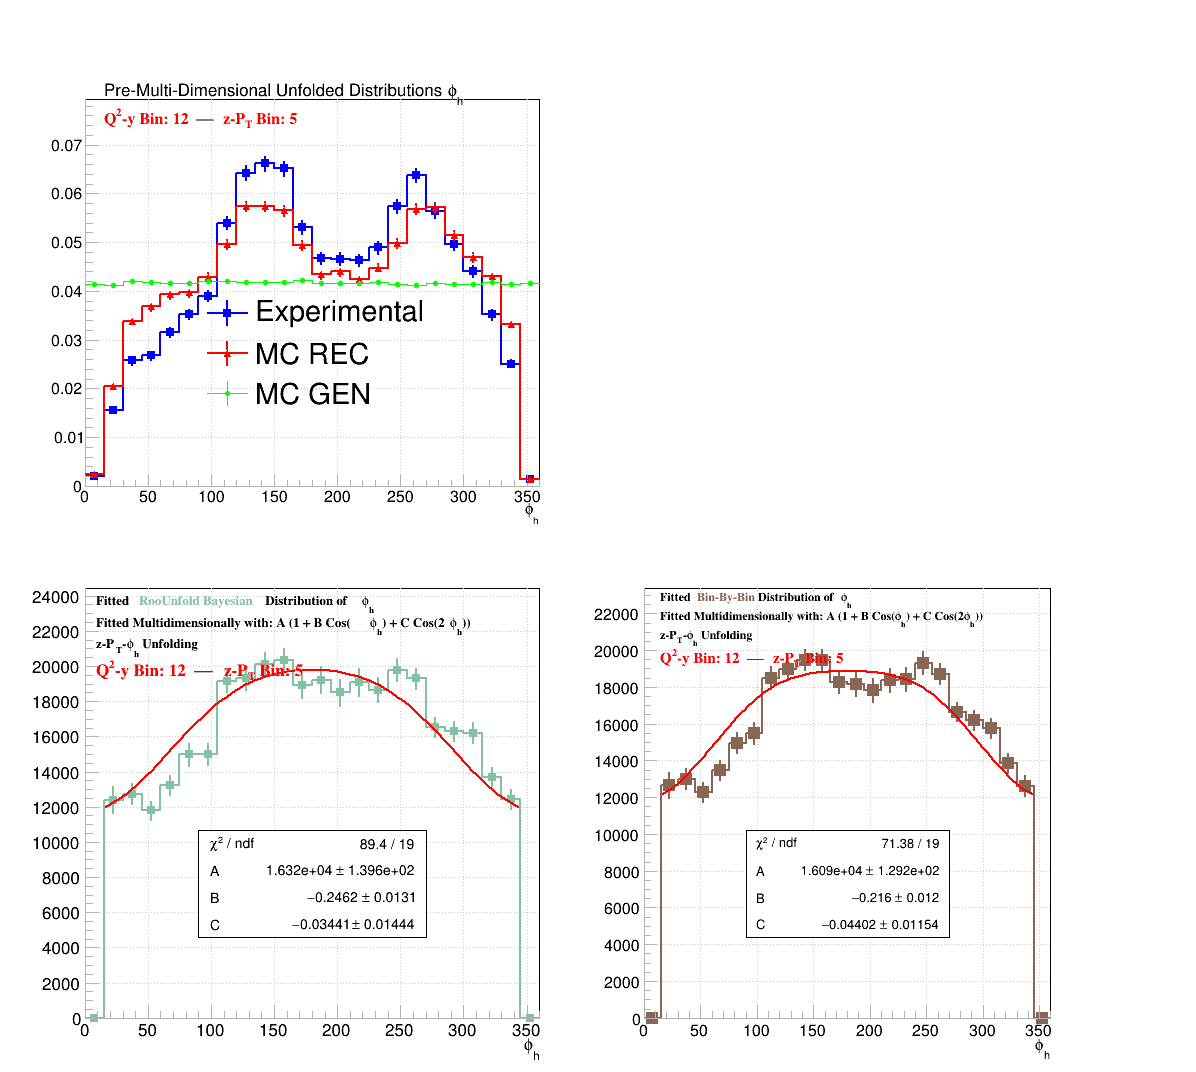 Pre-Multi-Dimensional Unfolded Distributions ϕh
Q2-y Bin: 12 — z-PT Bin: 5
0.07
0.06
0.05
0.04
0.03
0.02
0.01
0
Experimental
MC REC
MC GEN
0 50 100 150 200 250 300 350
ϕh
Fitted RooUnfold Bayesian Distribution of ϕh
Fitted Multidimensionally with: A (1 + B Cos( ϕh) + C Cos(2 ϕh))
z-PT-ϕh Unfolding
Q2-y Bin: 12 — z-PT Bin: 5
24000
22000
20000
18000
16000
14000
12000
10000
8000
6000
4000
2000
0
χ2 / ndf 89.4 / 19
A 1.632e+04 ± 1.396e+02
B −0.2462 ± 0.0131
C −0.03441 ± 0.01444
0 50 100 150 200 250 300 350
ϕh
Fitted Bin-By-Bin Distribution of ϕh
Fitted Multidimensionally with: A (1 + B Cos(ϕh) + C Cos(2ϕh))
z-PT-ϕh Unfolding
Q2-y Bin: 12 — z-PT Bin: 5
22000
20000
18000
16000
14000
12000
10000
8000
6000
4000
2000
0
χ2 / ndf 71.38 / 19
A 1.609e+04 ± 1.292e+02
B −0.216 ± 0.012
C −0.04402 ± 0.01154
0 50 100 150 200 250 300 350
ϕh